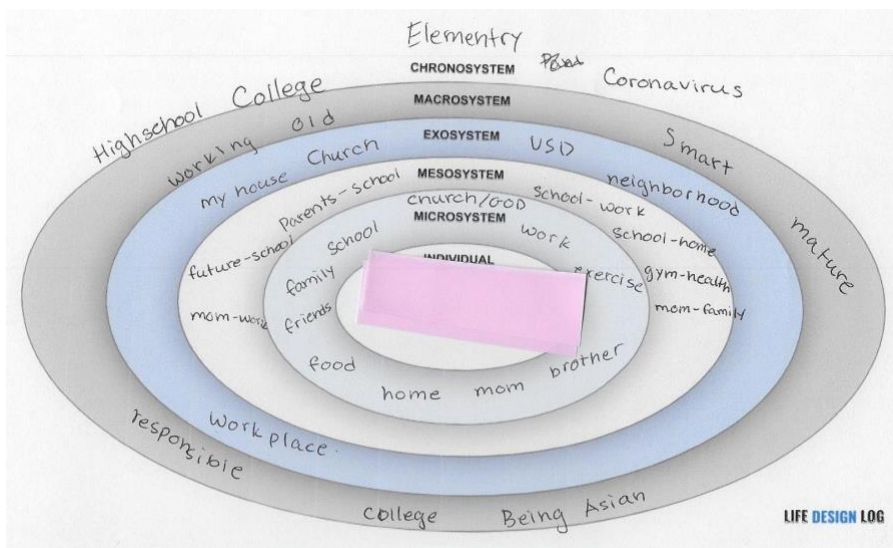 Elementry
CHRONOSYSTEM
Coronavirus
Highschool College
MACROSYSTEM
working old
Smart
mature
EXOSYSTEM
my house Church
USD
neighborhood
MESOSYSTEM
Parents-school
school-work
future-school
school-home
gym-health
mom-work
mom-family
church/GOD
MICROSYSTEM
school
work
family
exercise
friends
INDIVIDUAL
food
home
mom
brother
work place.
responsible
college
Being Asian
LIFE DESIGN LOG